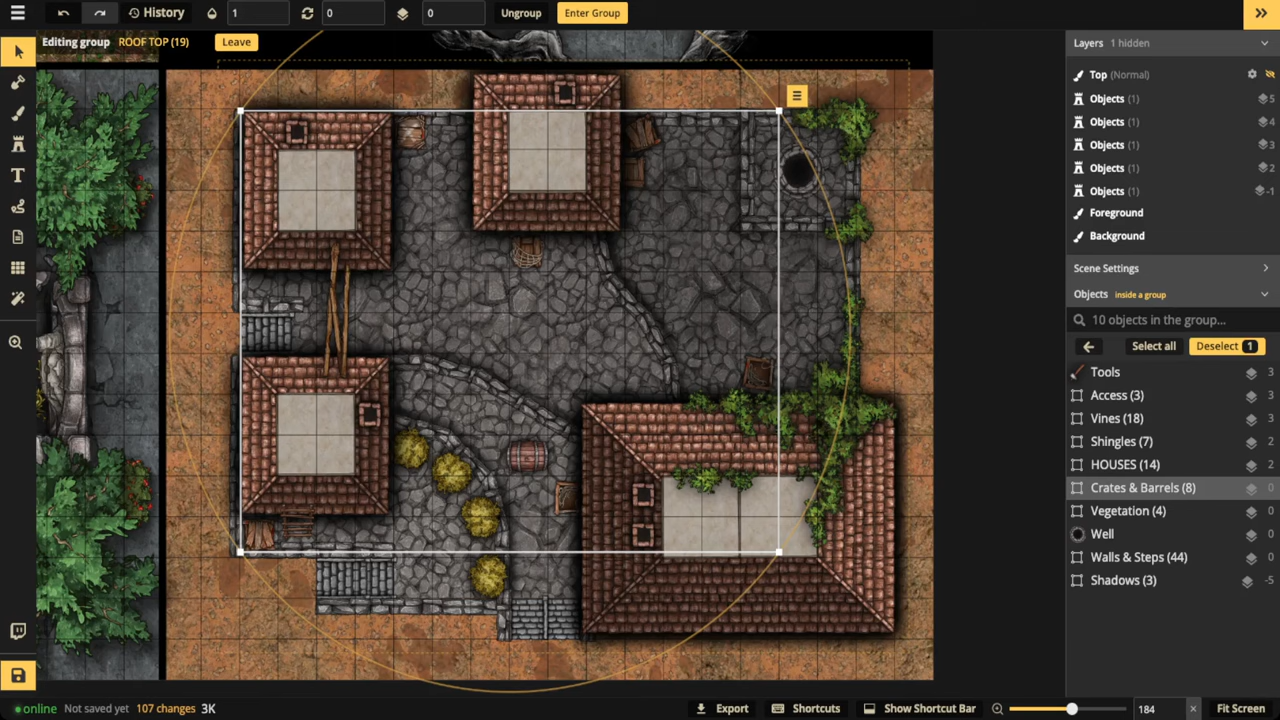 History
1
0
0
Ungroup
Enter Group
Editing group ROOF TOP (19)
Leave
Layers 1 hidden
Top (Normal)
Objects (1) 5
Objects (1) 4
Objects (1) 3
Objects (1) 2
Objects (1) -1
Foreground
Background
Scene Settings
Objects inside a group
10 objects in the group...
Select all
Deselect 1
Tools 3
Access (3) 3
Vines (18) 3
Shingles (7) 2
HOUSES (14) 2
Crates & Barrels (8) 0
Vegetation (4) 0
Well 0
Walls & Steps (44) 0
Shadows (3) -5
online Not saved yet 107 changes 3K
Export
Shortcuts
Show Shortcut Bar
184
Fit Screen